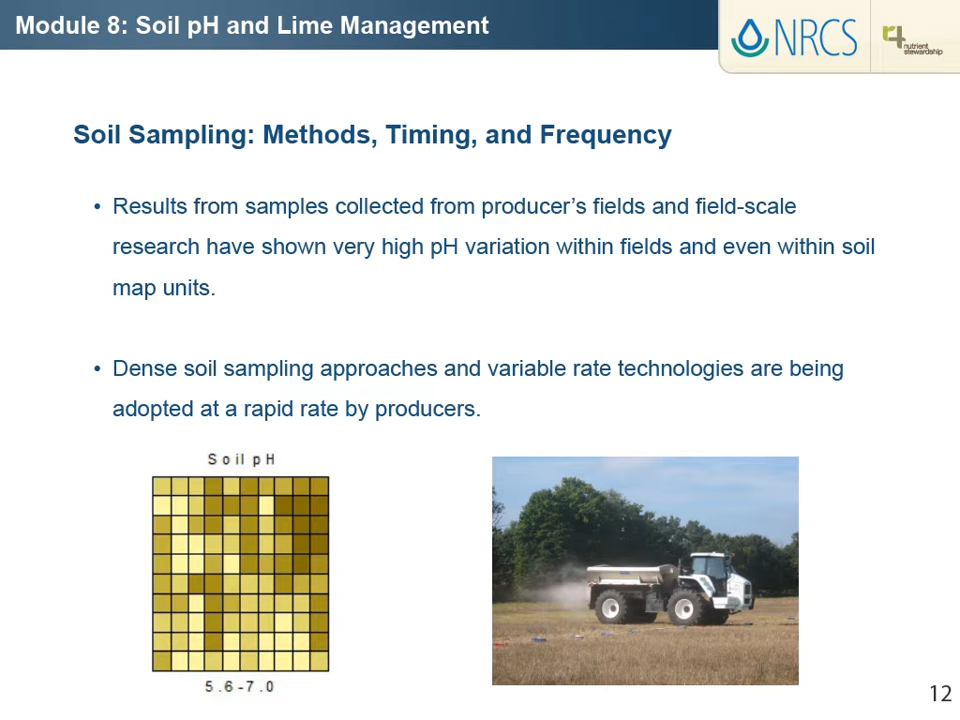 Module 8: Soil pH and Lime Management
NRCS
r4
nutrient
stewardship
Soil Sampling: Methods, Timing, and Frequency
• Results from samples collected from producer’s fields and field-scale
research have shown very high pH variation within fields and even within soil
map units.
• Dense soil sampling approaches and variable rate technologies are being
adopted at a rapid rate by producers.
Soil pH
5.6-7.0
12